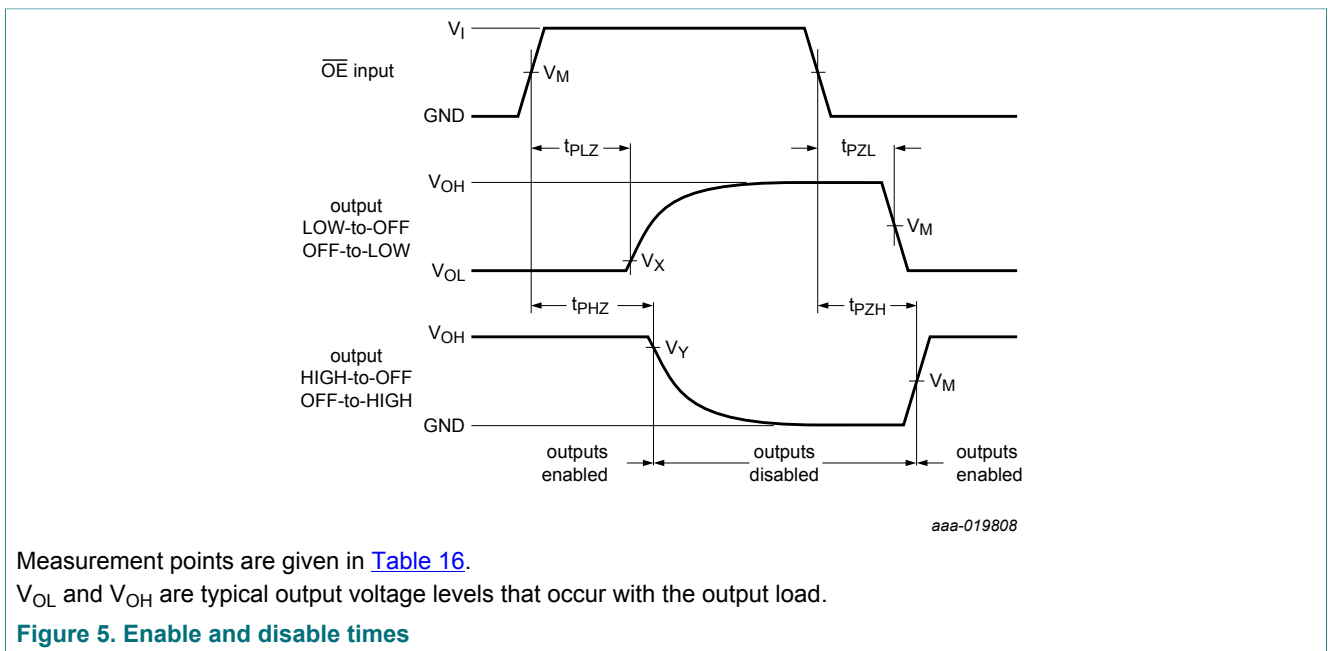 V_I
OE input
V_M
GND
t_PLZ
t_PZL
V_OH
output
LOW-to-OFF
OFF-to-LOW
V_M
V_X
V_OL
t_PHZ
t_PZH
V_OH
V_Y
output
HIGH-to-OFF
OFF-to-HIGH
V_M
GND
outputs
enabled
outputs
disabled
outputs
enabled
aaa-019808
Measurement points are given in Table 16.
V_OL and V_OH are typical output voltage levels that occur with the output load.
Figure 5. Enable and disable times